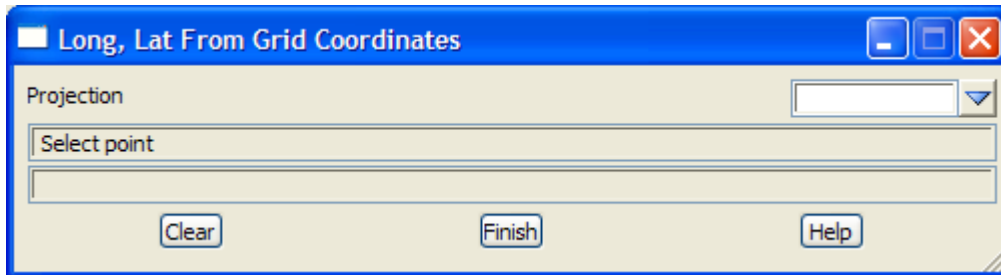 Long, Lat From Grid Coordinates
Projection
Select point
Clear Finish Help